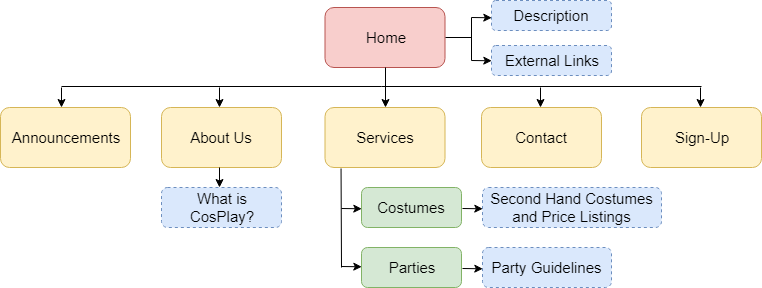 Description
Home
External Links
Announcements
About Us
Services
Contact
Sign-Up
What is
CosPlay?
Costumes
Second Hand Costumes
and Price Listings
Parties
Party Guidelines